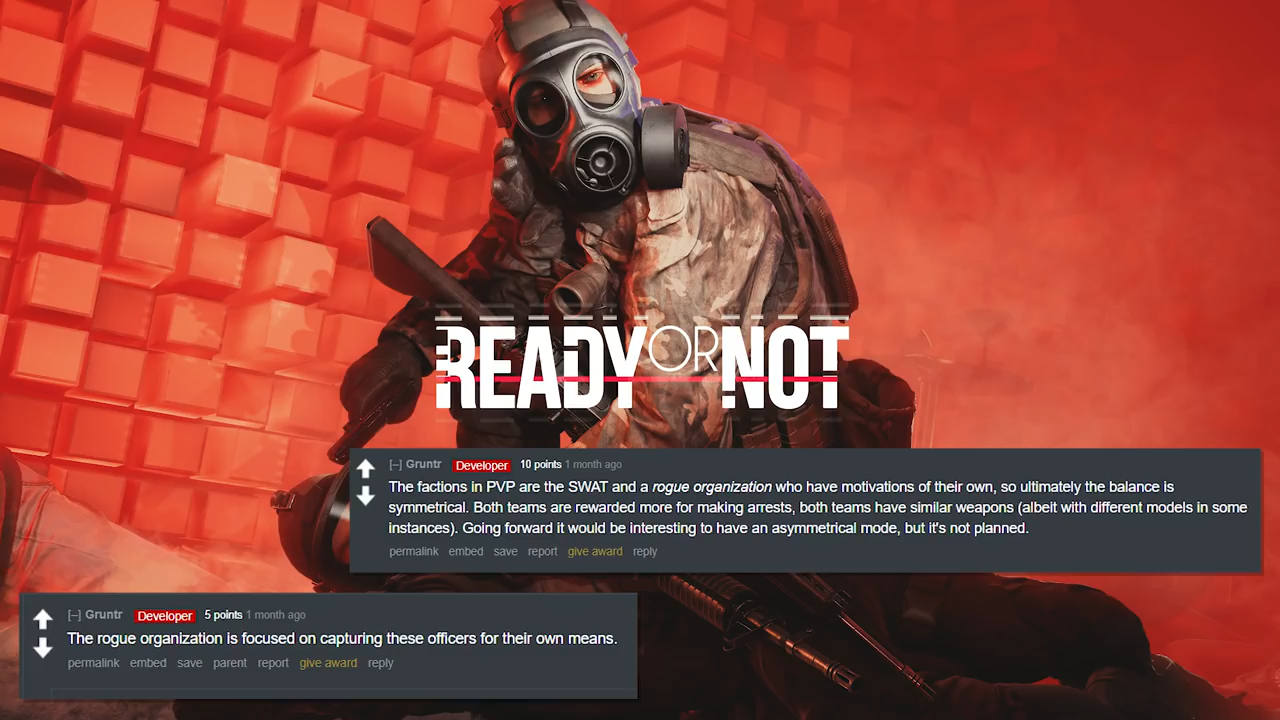 READY OR NOT
[–] Gruntr Developer 10 points 1 month ago
The factions in PVP are the SWAT and a rogue organization who have motivations of their own, so ultimately the balance is
symmetrical. Both teams are rewarded more for making arrests, both teams have similar weapons (albeit with different models in some
instances). Going forward it would be interesting to have an asymmetrical mode, but it's not planned.
permalink embed save report give award reply
[–] Gruntr Developer 5 points 1 month ago
The rogue organization is focused on capturing these officers for their own means.
permalink embed save parent report give award reply